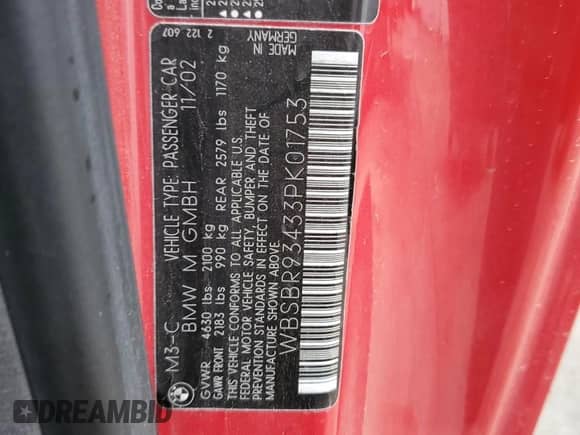 M3-C VEHICLE TYPE: PASSENGER CAR 2 122 607
BMW M GMBH 11/02
GVWR 4630 lbs - 2100 kg
GAWR FRONT 2183 lbs 990 kg REAR 2579 lbs 1170 kg
THIS VEHICLE CONFORMS TO ALL APPLICABLE U.S.
FEDERAL MOTOR VEHICLE SAFETY, BUMPER AND THEFT
PREVENTION STANDARDS IN EFFECT ON THE DATE OF
MANUFACTURE SHOWN ABOVE.
MADE IN
GERMANY
WBSBR93433PK01753
DREAMBID